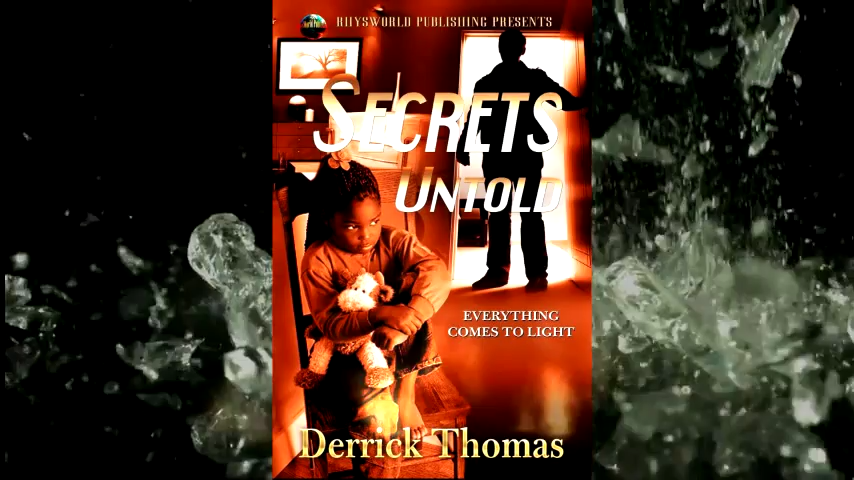 RHYSWORLD PUBLISHING PRESENTS
SECRETS
UNTOLD
EVERYTHING
COMES TO LIGHT
Derrick Thomas